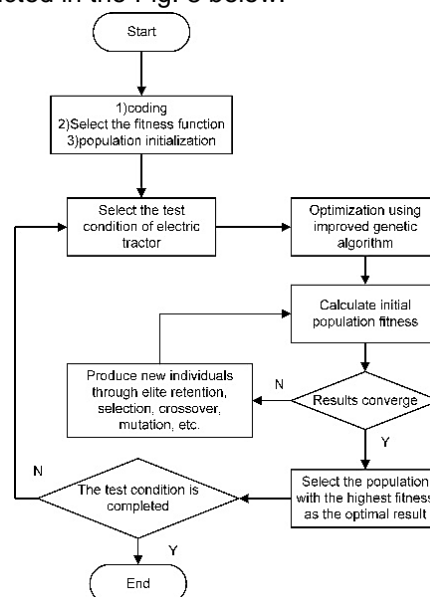 Start
1)coding
2)Select the fitness function
3)population initialization
Select the test
condition of electric
tractor
Optimization using
improved genetic
algorithm
Calculate initial
population fitness
Produce new individuals
through elite retention,
selection, crossover,
mutation, etc.
N
Results converge
Y
Select the population
with the highest fitness
as the optimal result
N
The test condition is
completed
Y
End